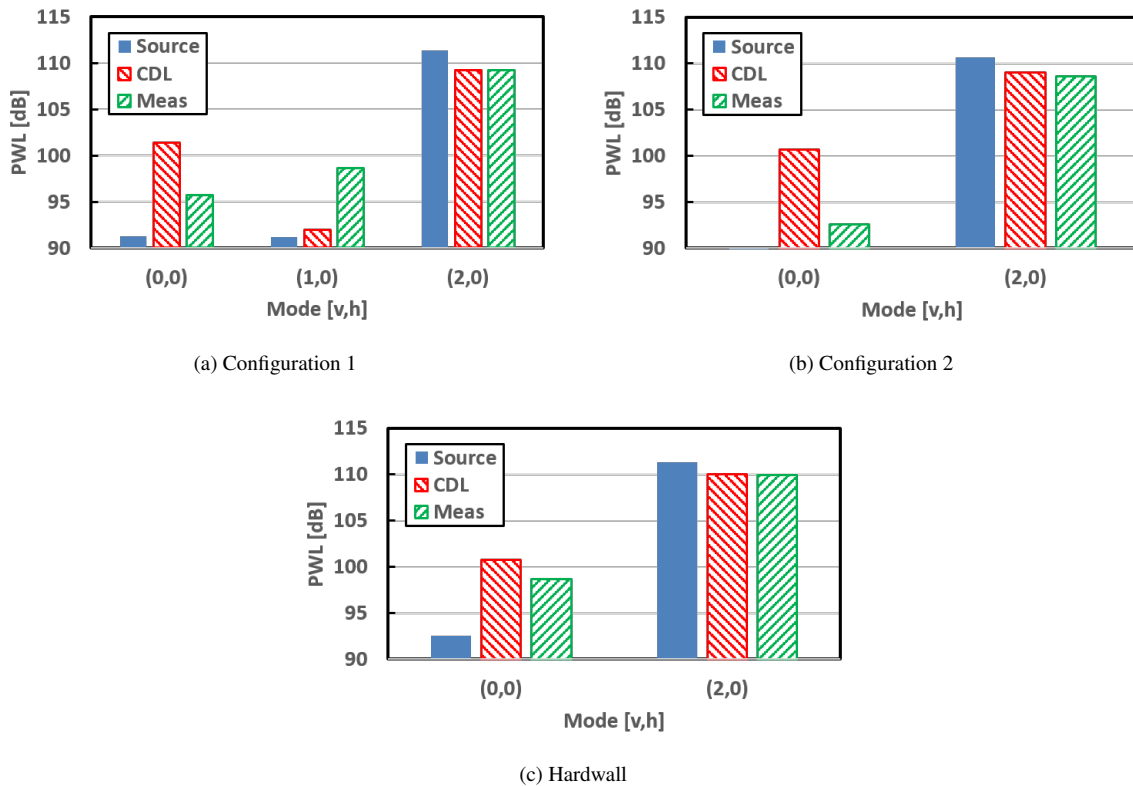 115
110
105
100
95
90
PWL [dB]
Source
CDL
Meas
(0,0)
(1,0)
(2,0)
Mode [v,h]
(a) Configuration 1
115
110
105
100
95
90
PWL [dB]
Source
CDL
Meas
(0,0)
(2,0)
Mode [v,h]
(b) Configuration 2
115
110
105
100
95
90
PWL [dB]
Source
CDL
Meas
(0,0)
(2,0)
Mode [v,h]
(c) Hardwall